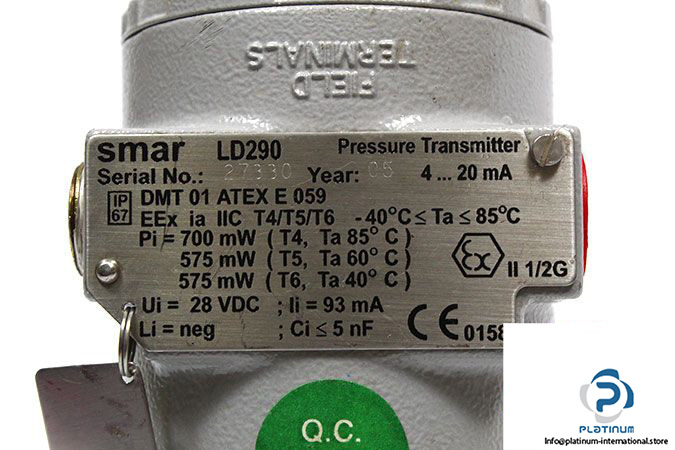 FIELD
TERMINALS
smar LD290 Pressure Transmitter
Serial No.: 27330 Year: 05 4 ... 20 mA
IP 67 DMT 01 ATEX E 059
EEx ia IIC T4/T5/T6 -40°C ≤ Ta ≤ 85°C
Pi = 700 mW ( T4, Ta 85° C )
575 mW ( T5, Ta 60° C )
575 mW ( T6, Ta 40° C )
Ex II 1/2G
Ui = 28 VDC ; Ii = 93 mA
Li = neg ; Ci ≤ 5 nF CE 0158
Q.C.
PLATINUM
Info@platinum-international.store